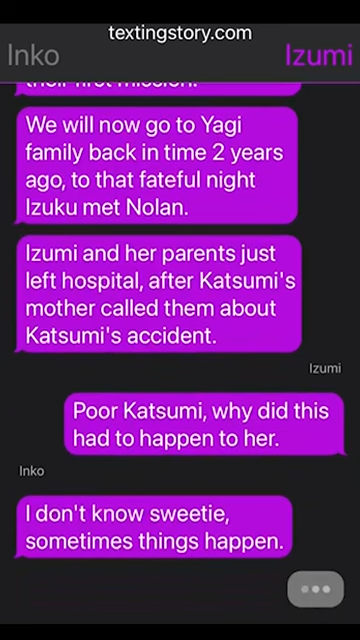 textingstory.com
Inko
Izumi
their first mission.
We will now go to Yagi
family back in time 2 years
ago, to that fateful night
Izuku met Nolan.
Izumi and her parents just
left hospital, after Katsumi's
mother called them about
Katsumi's accident.
Izumi
Poor Katsumi, why did this
had to happen to her.
Inko
I don't know sweetie,
sometimes things happen.